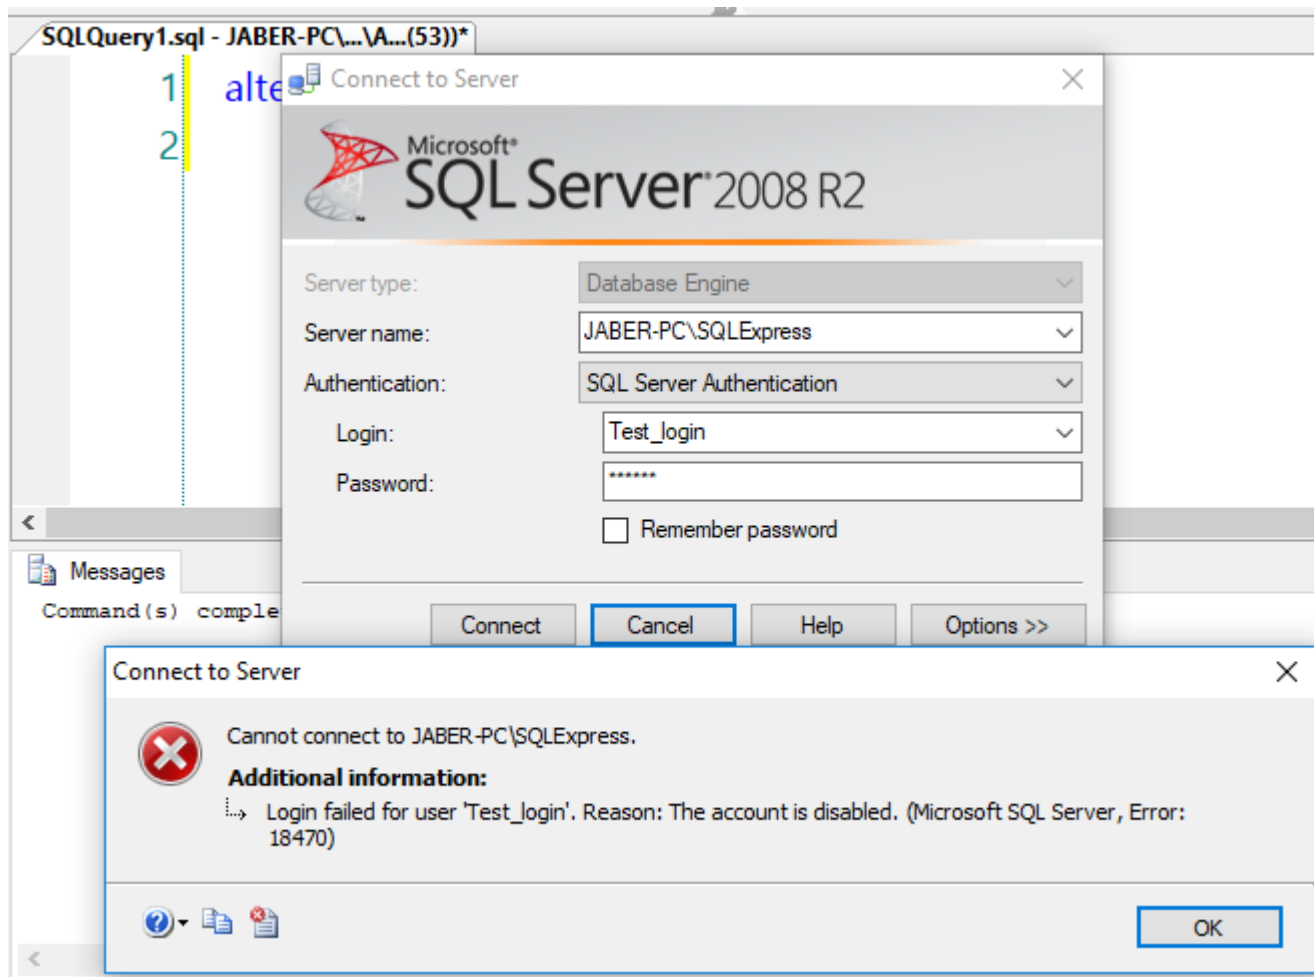 SQLQuery1.sql - JABER-PC\...\A...(53))*
1 alte
2
Connect to Server
Microsoft®
SQL Server® 2008 R2
Server type: Database Engine
Server name: JABER-PC\SQLExpress
Authentication: SQL Server Authentication
Login: Test_login
Password: ******
Remember password
Connect Cancel Help Options >>
Messages
Command(s) comple
Connect to Server
Cannot connect to JABER-PC\SQLExpress.
Additional information:
Login failed for user 'Test_login'. Reason: The account is disabled. (Microsoft SQL Server, Error:
18470)
OK